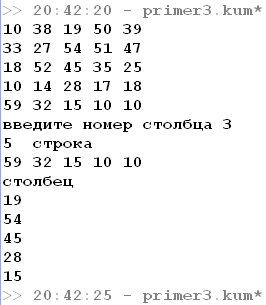 >> 20:42:20 - primer3.kum*
10 38 19 50 39
33 27 54 51 47
18 52 45 35 25
10 14 28 17 18
59 32 15 10 10
введите номер столбца 3
5  строка
59 32 15 10 10
столбец
19
54
45
28
15
>> 20:42:25 - primer3.kum*